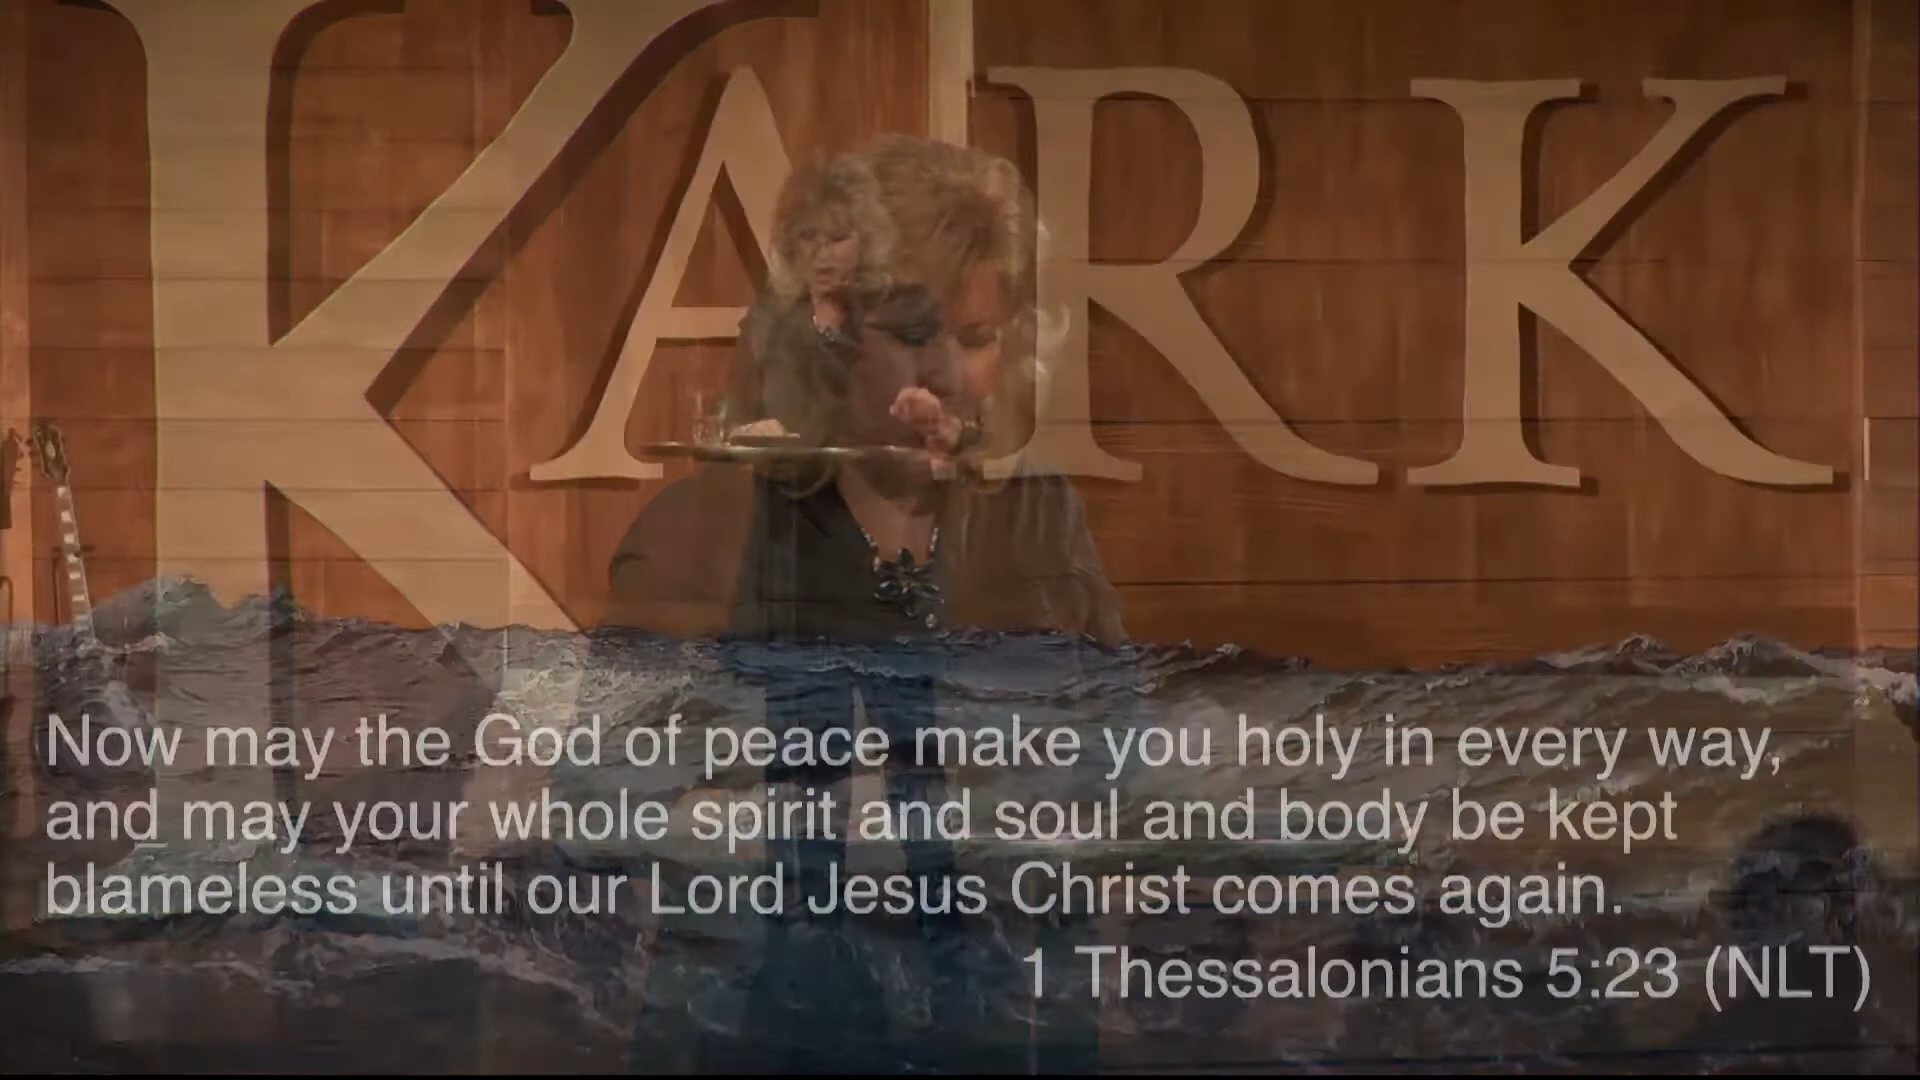 K ARK
Now may the God of peace make you holy in every way,
and may your whole spirit and soul and body be kept
blameless until our Lord Jesus Christ comes again.
1 Thessalonians 5:23 (NLT)